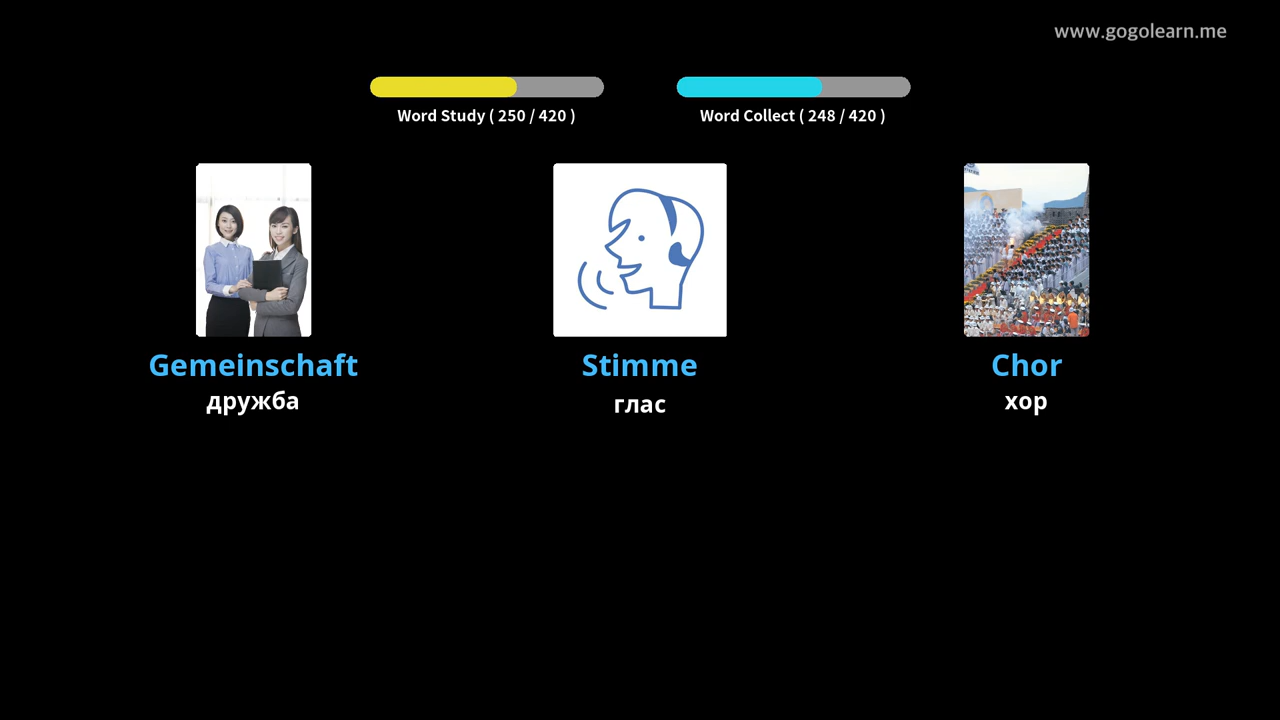 www.gogolearn.me
Word Study ( 250 / 420 )
Word Collect ( 248 / 420 )
Gemeinschaft
дружба
Stimme
глас
Chor
хор